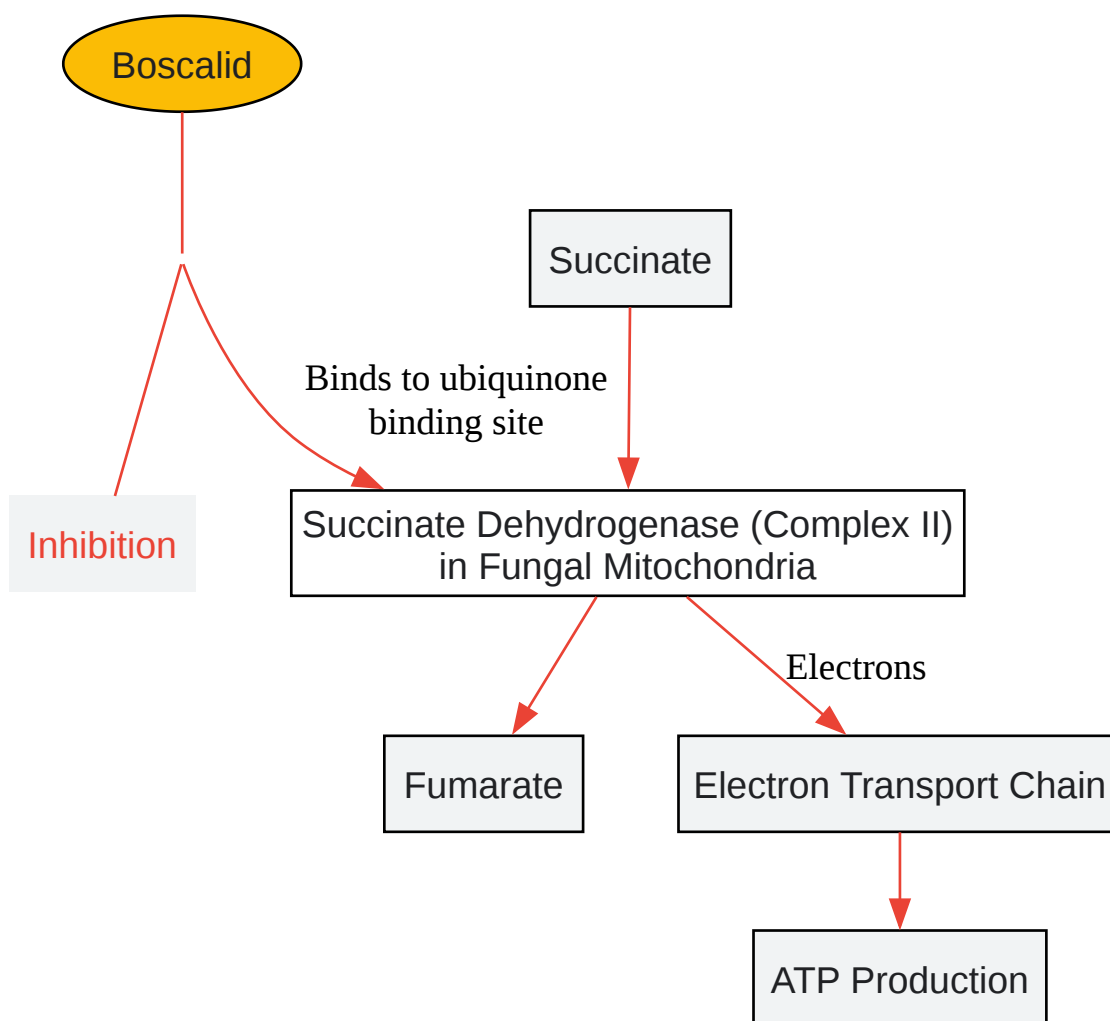 Boscalid
Succinate
Binds to ubiquinone
binding site
Succinate Dehydrogenase (Complex II)
in Fungal Mitochondria
Inhibition
Electrons
Fumarate
Electron Transport Chain
ATP Production